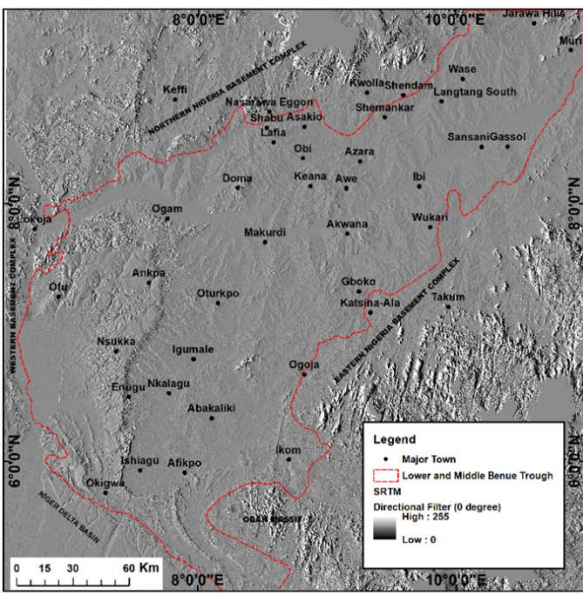 8°0'0"E
10°0'0"E
Jarawa Hills
Muri
Wase
Kwolla
Shendam
Keffi
Langtang South
NORTHERN NIGERIA BASEMENT COMPLEX
Nasarawa Eggon
Shemankar
Shabu
Asakio
Lafia
Sansani
Gassol
Obi
Azara
Doma
Keana
Awe
Ibi
8°0'0"N
8°0'0"N
okoja
Ogam
Wukari
Makurdi
Akwana
WESTERN BASEMENT COMPLEX
Ankpa
EASTERN NIGERIA BASEMENT COMPLEX
Ofu
Gboko
Oturkpo
Katsina-Ala
Takum
Nsukka
Igumale
Ogoja
Enugu
Nkalagu
Abakaliki
6°0'0"N
6°0'0"N
Ikom
Ishiagu
Afikpo
Okigwa
NIGER DELTA BASIN
OBAN MASSIF
Legend
Major Town
Lower and Middle Benue Trough
SRTM
Directional Filter (0 degree)
High : 255
Low : 0
0 15 30 60 Km
8°0'0"E
10°0'0"E